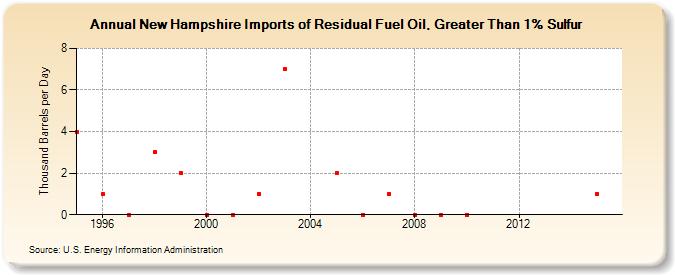 Annual New Hampshire Imports of Residual Fuel Oil, Greater Than 1% Sulfur
Thousand Barrels per Day
8
6
4
2
0
1996 2000 2004 2008 2012
Source: U.S. Energy Information Administration